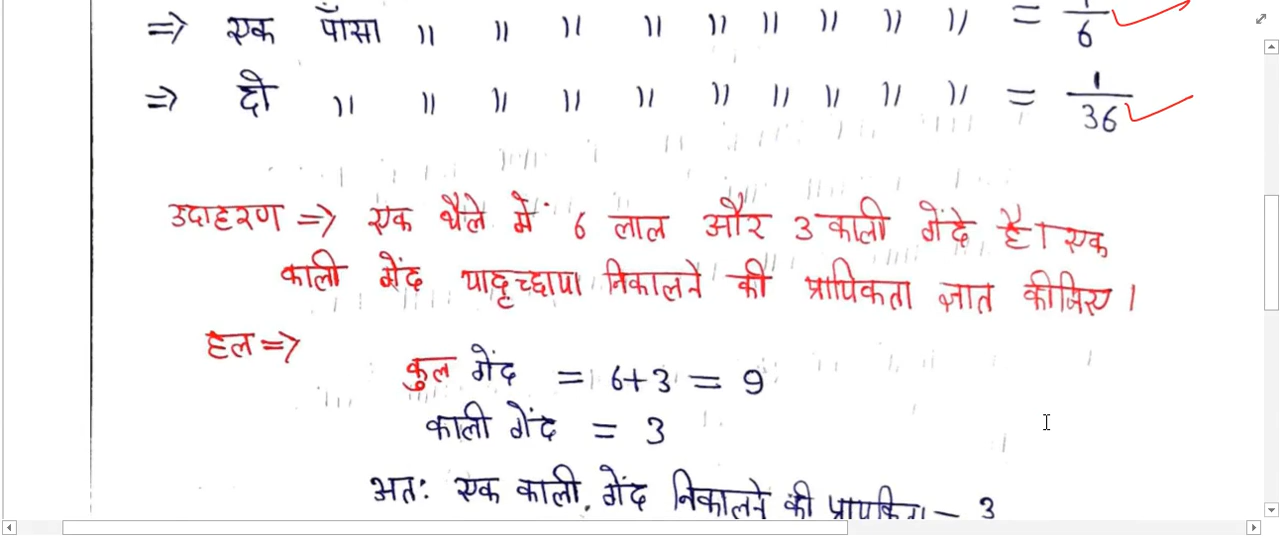 ⇒ एक पाँसा '' '' '' '' '' '' '' '' '' = 1/6
⇒ दो '' '' '' '' '' '' '' '' '' '' = 1/36
उदाहरण ⇒ एक थैले में 6 लाल और 3 काली गेंदे है। एक
काली गेंद यादृच्छया निकालने की प्रायिकता ज्ञात कीजिए।
हल ⇒
कुल गेंद = 6+3 = 9
काली गेंद = 3
अतः एक काली गेंद निकालने की